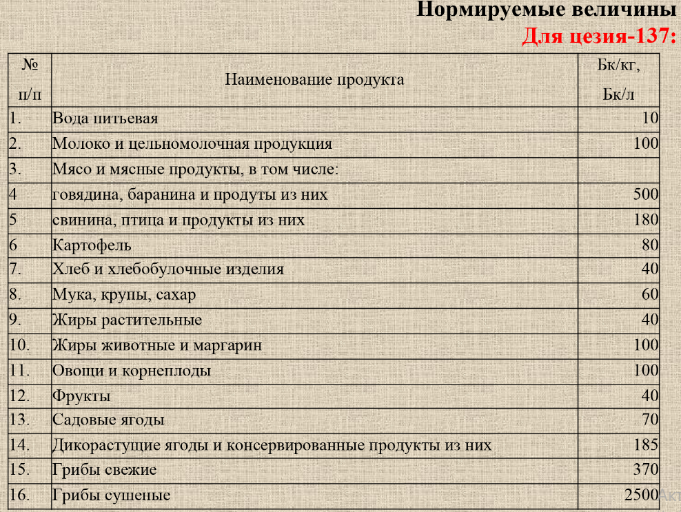 Нормируемые величины
Для цезия-137:
№ п/п Наименование продукта Бк/кг, Бк/л
1. Вода питьевая 10
2. Молоко и цельномолочная продукция 100
3. Мясо и мясные продукты, в том числе:
4 говядина, баранина и продуты из них 500
5 свинина, птица и продукты из них 180
6 Картофель 80
7. Хлеб и хлебобулочные изделия 40
8. Мука, крупы, сахар 60
9. Жиры растительные 40
10. Жиры животные и маргарин 100
11. Овощи и корнеплоды 100
12. Фрукты 40
13. Садовые ягоды 70
14. Дикорастущие ягоды и консервированные продукты из них 185
15. Грибы свежие 370
16. Грибы сушеные 2500